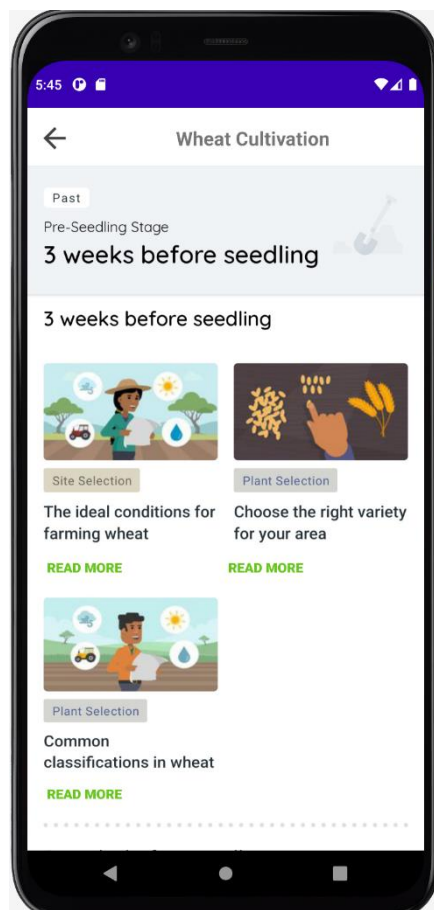 5:45
Wheat Cultivation
Past
Pre-Seedling Stage
3 weeks before seedling
3 weeks before seedling
Site Selection
The ideal conditions for
farming wheat
READ MORE
Plant Selection
Choose the right variety
for your area
READ MORE
Plant Selection
Common
classifications in wheat
READ MORE